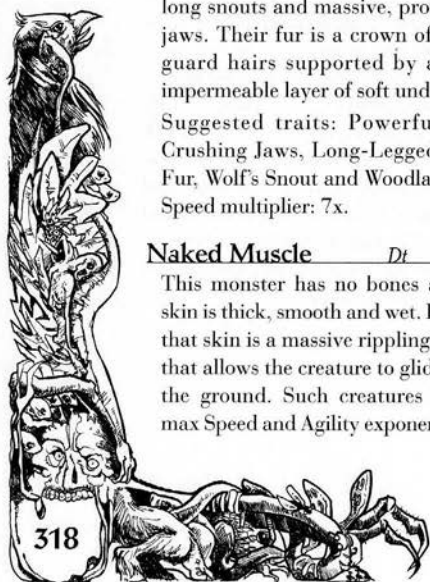 long snouts and massive, pro
jaws. Their fur is a crown of
guard hairs supported by a
impermeable layer of soft und
Suggested traits: Powerfu
Crushing Jaws, Long-Legged
Fur, Wolf's Snout and Woodla
Speed multiplier: 7x.
Naked Muscle Dt
This monster has no bones a
skin is thick, smooth and wet.
that skin is a massive rippling
that allows the creature to glid
the ground. Such creatures
max Speed and Agility exponen
318